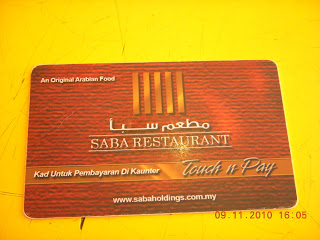 An Original Arabian Food
مطعم سبأ
SABA RESTAURANT
Touch n Pay
Kad Untuk Pembayaran Di Kaunter
www.sabaholdings.com.my
09.11.2010 16:05